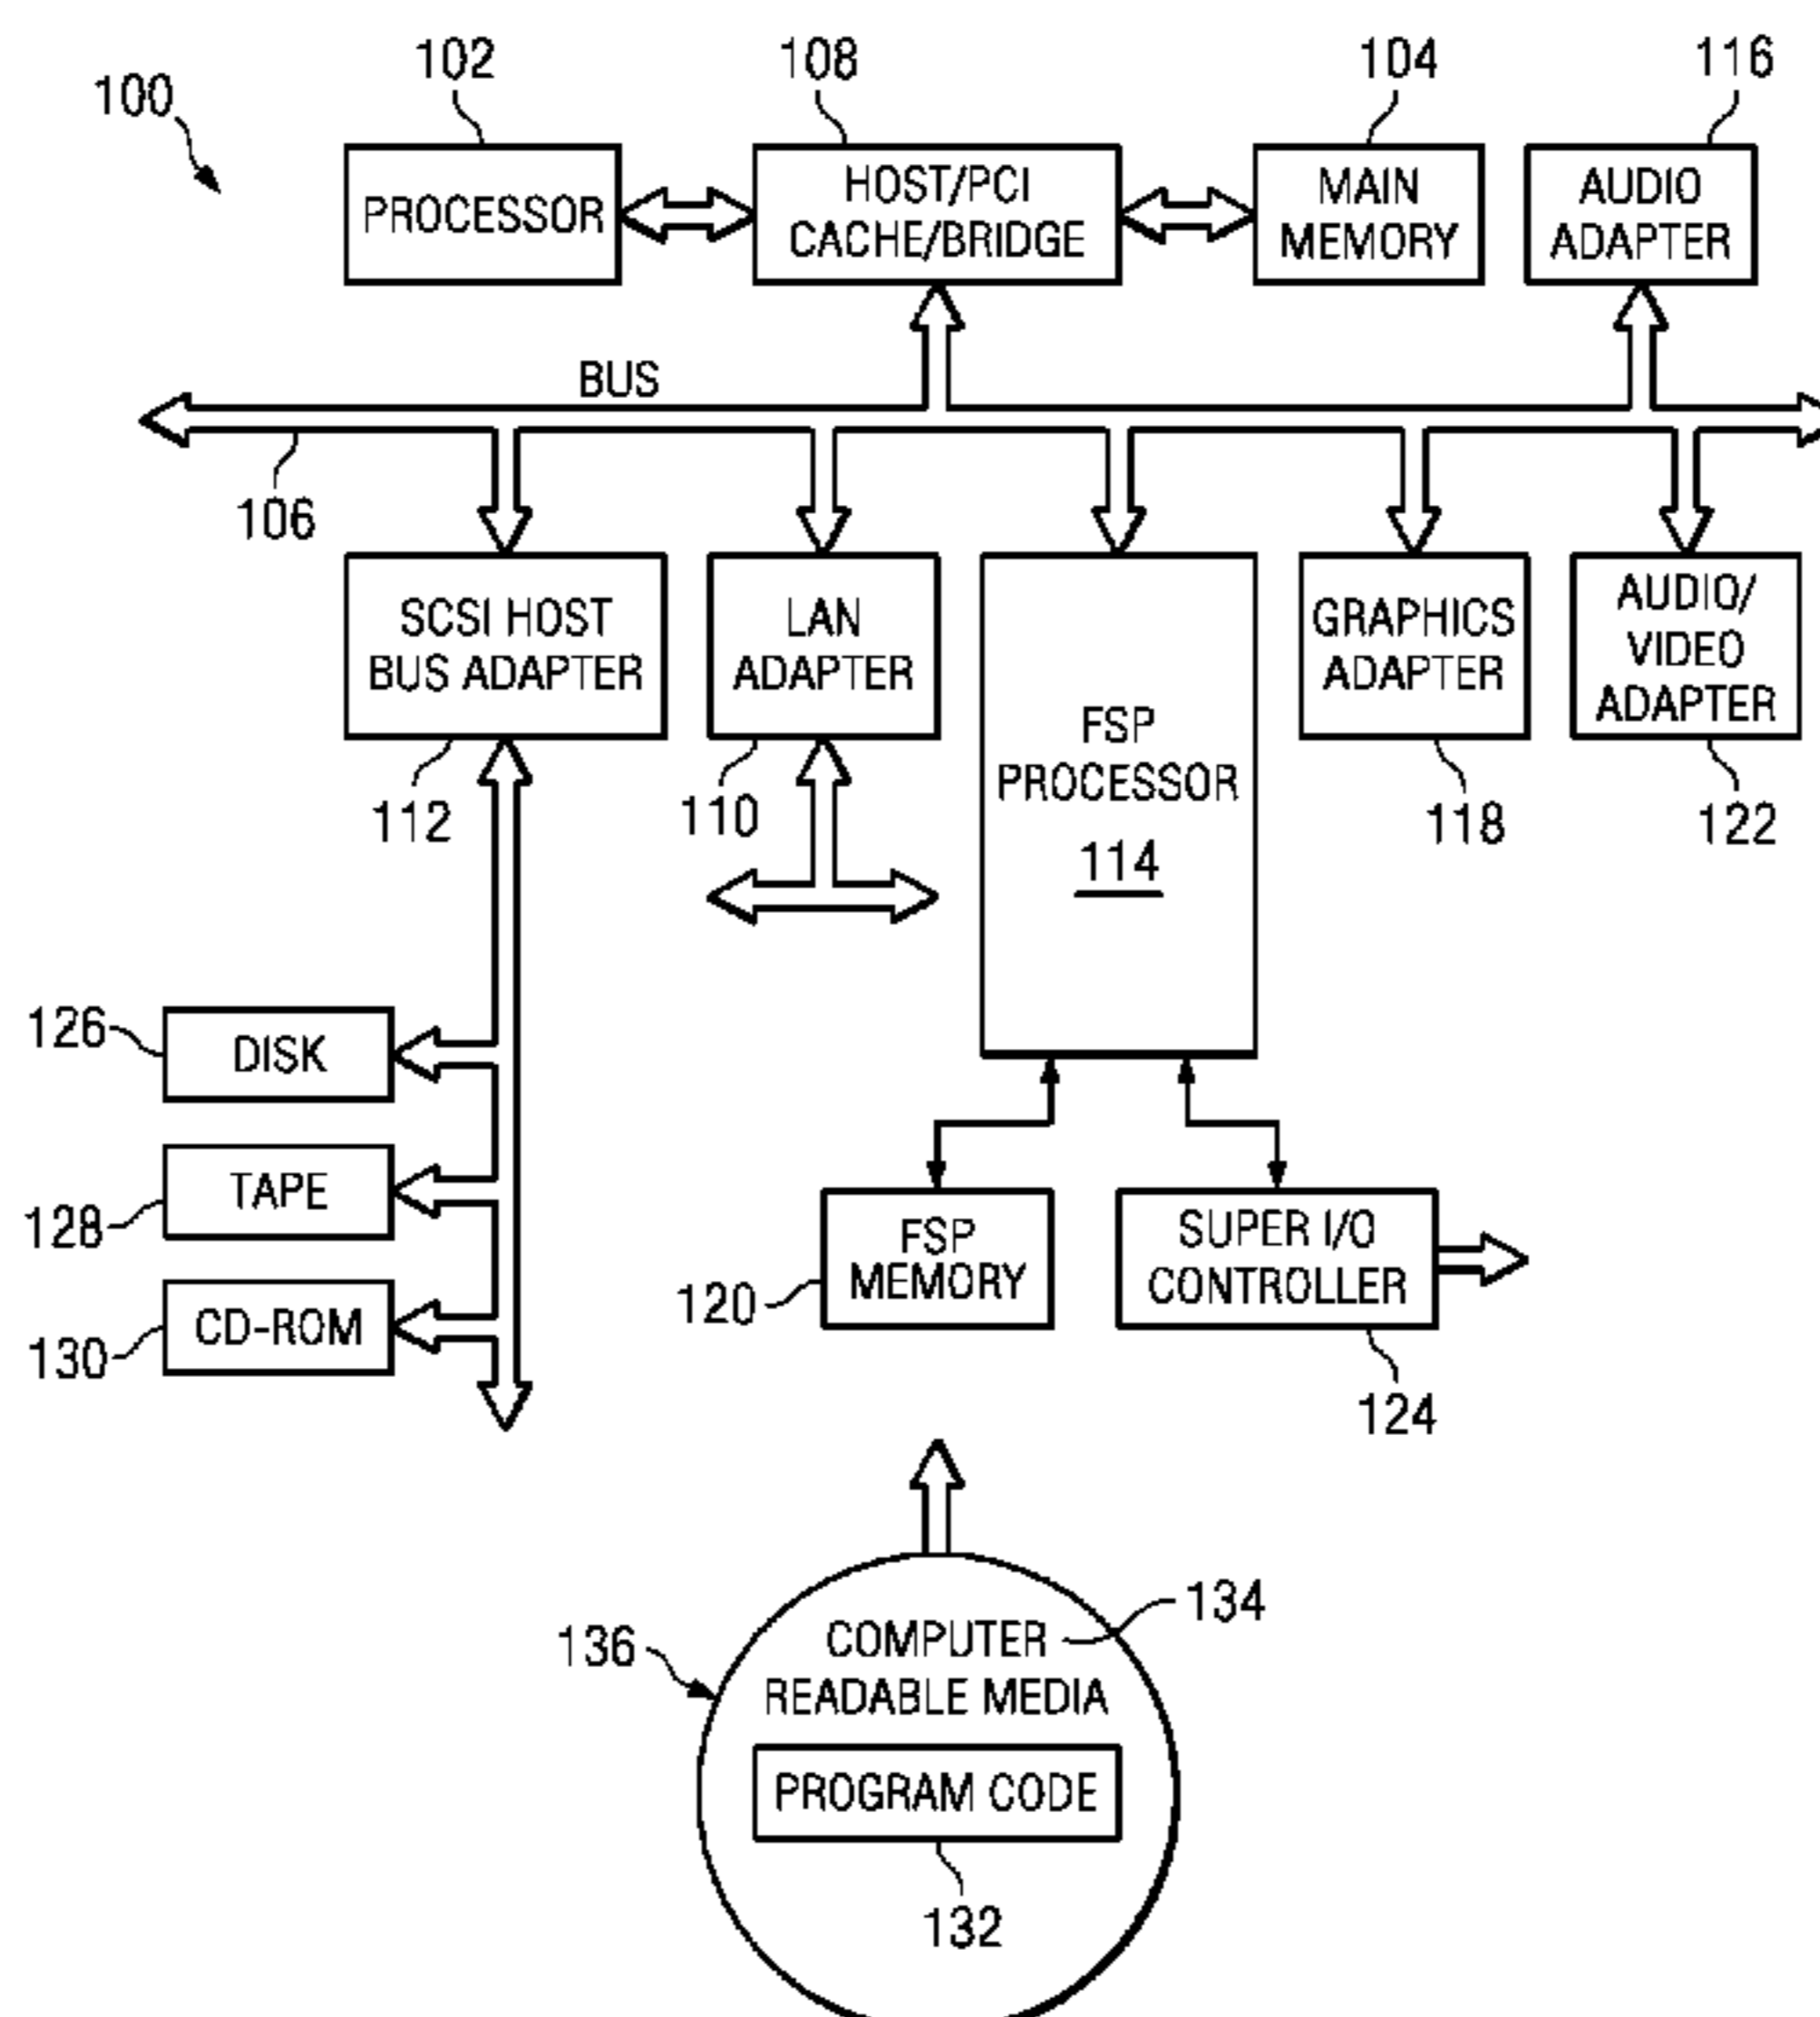 100
102
108
104
116
PROCESSOR
HOST/PCI
CACHE/BRIDGE
MAIN
MEMORY
AUDIO
ADAPTER
BUS
106
SCSI HOST
BUS ADAPTER
LAN
ADAPTER
FSP
PROCESSOR
114
GRAPHICS
ADAPTER
AUDIO/
VIDEO
ADAPTER
112
110
118
122
126
DISK
128
TAPE
130
CD-ROM
120
FSP
MEMORY
SUPER I/O
CONTROLLER
124
136
134
COMPUTER
READABLE MEDIA
PROGRAM CODE
132